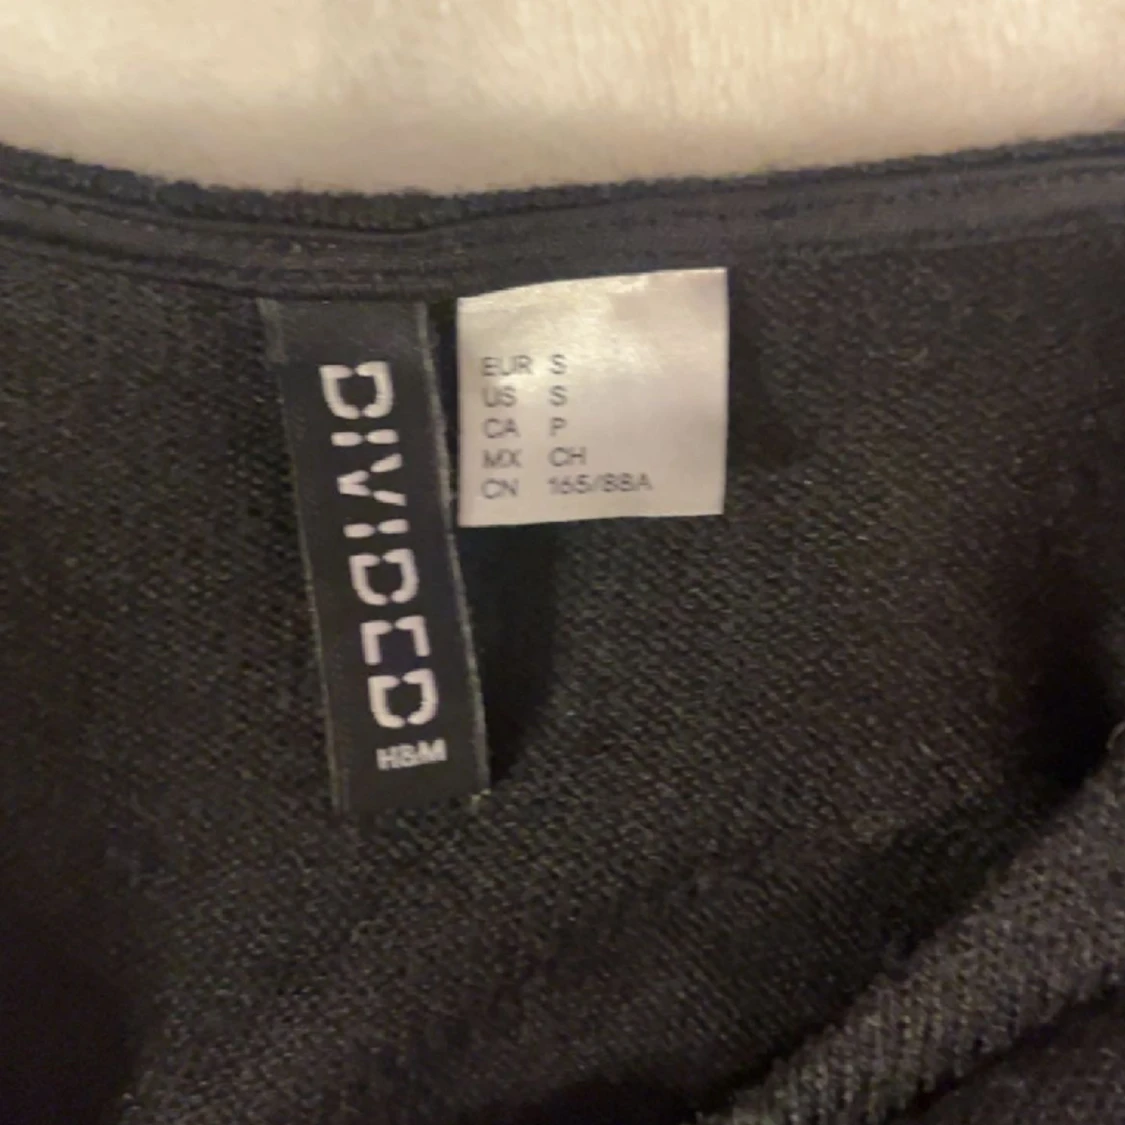 DIVIDED
H&M
EUR S
US S
CA P
MX CH
CN 165/88A